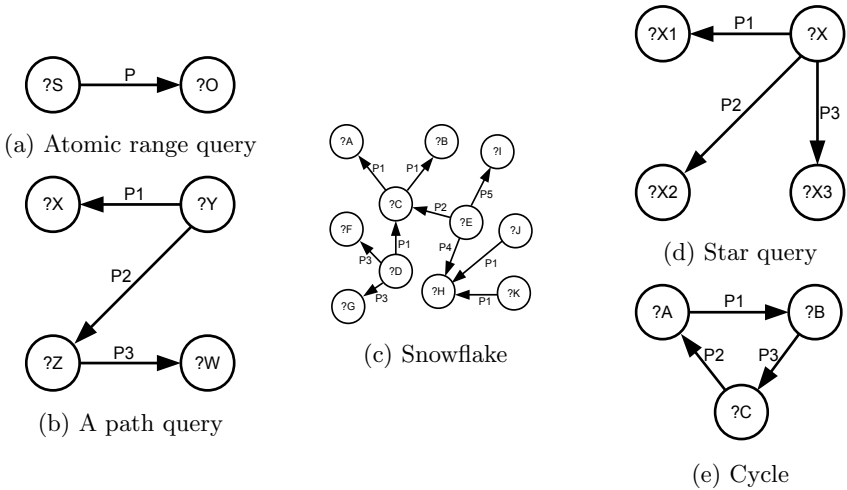 ?S
P
?O
(a) Atomic range query
?X
P1
?Y
P2
?Z
P3
?W
(b) A path query
?A
?B
?I
P1
P1
P5
?C
P2
?E
?F
?J
P1
P4
P3
P1
?D
P3
?G
?H
P1
?K
(c) Snowflake
?X1
P1
?X
P2
P3
?X2
?X3
(d) Star query
?A
P1
?B
P2
P3
?C
(e) Cycle